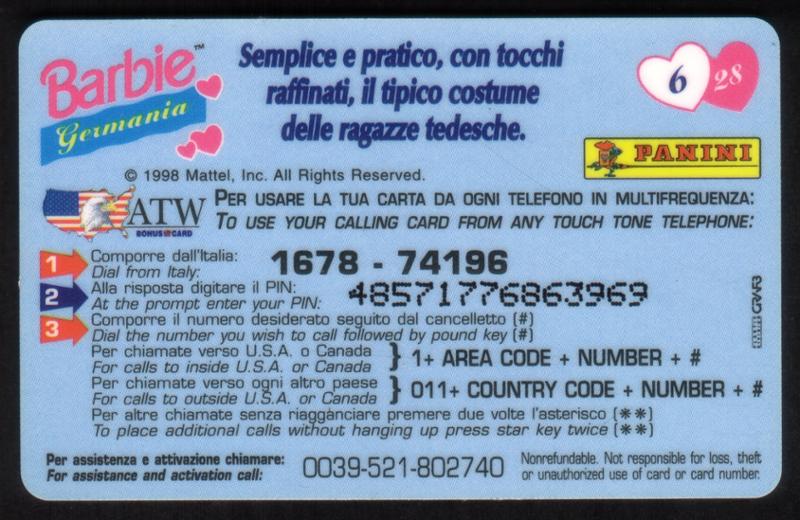 Barbie™
Germania
Semplice e pratico, con tocchi
raffinati, il tipico costume
delle ragazze tedesche.
6 28
PANINI
© 1998 Mattel, Inc. All Rights Reserved.
ATW
BONUS CARD
PER USARE LA TUA CARTA DA OGNI TELEFONO IN MULTIFREQUENZA:
TO USE YOUR CALLING CARD FROM ANY TOUCH TONE TELEPHONE:
1 Comporre dall'Italia:
Dial from Italy:
1678 - 74196
2 Alla risposta digitare il PIN:
At the prompt enter your PIN:
485717776863969
3 Comporre il numero desiderato seguito dal cancelletto (#)
Dial the number you wish to call followed by pound key (#)
Per chiamate verso U.S.A. o Canada
For calls to inside U.S.A. or Canada
} 1+ AREA CODE + NUMBER + #
Per chiamate verso ogni altro paese
For calls to outside U.S.A. or Canada
} 011+ COUNTRY CODE + NUMBER + #
Per altre chiamate senza riagganciare premere due volte l'asterisco (✱✱)
To place additional calls without hanging up press star key twice (✱✱)
Per assistenza e attivazione chiamare:
For assistance and activation call:
0039-521-802740
Nonrefundable. Not responsible for loss, theft
or unauthorized use of card or card number.